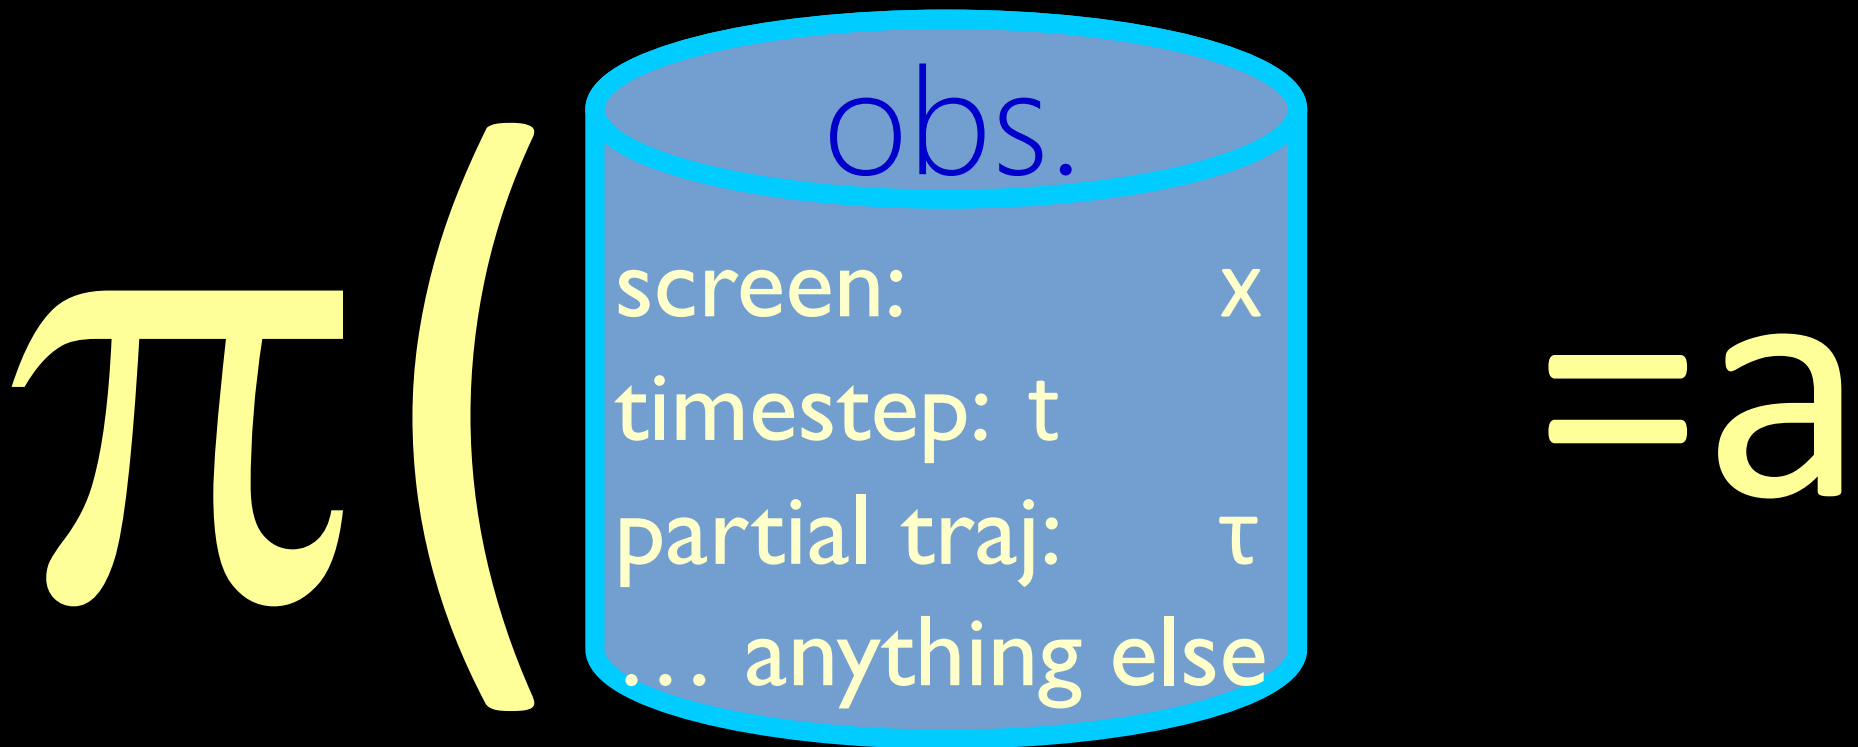 obs.
π( =a
screen: x
timestep: t
partial traj: τ
… anything else